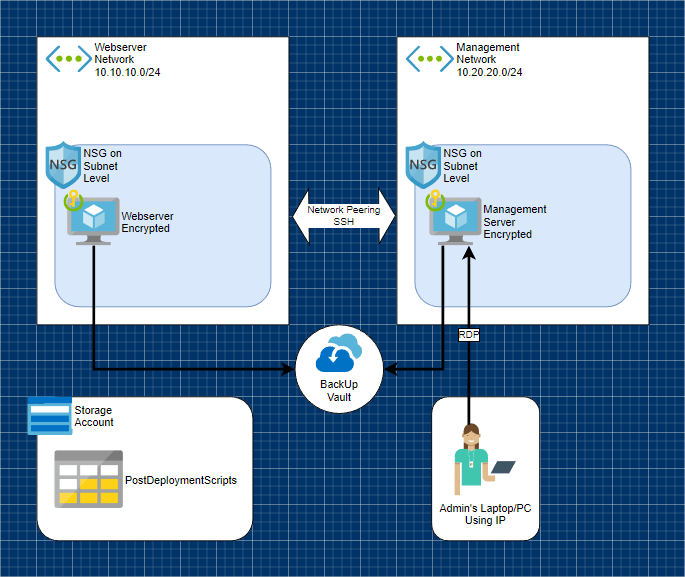 Webserver
Network
10.10.10.0/24
Management
Network
10.20.20.0/24
NSG
NSG on
Subnet
Level
NSG
NSG on
Subnet
Level
Webserver
Encrypted
Network Peering
SSH
Management
Server
Encrypted
RDP
BackUp
Vault
Storage
Account
PostDeploymentScripts
Admin's Laptop/PC
Using IP